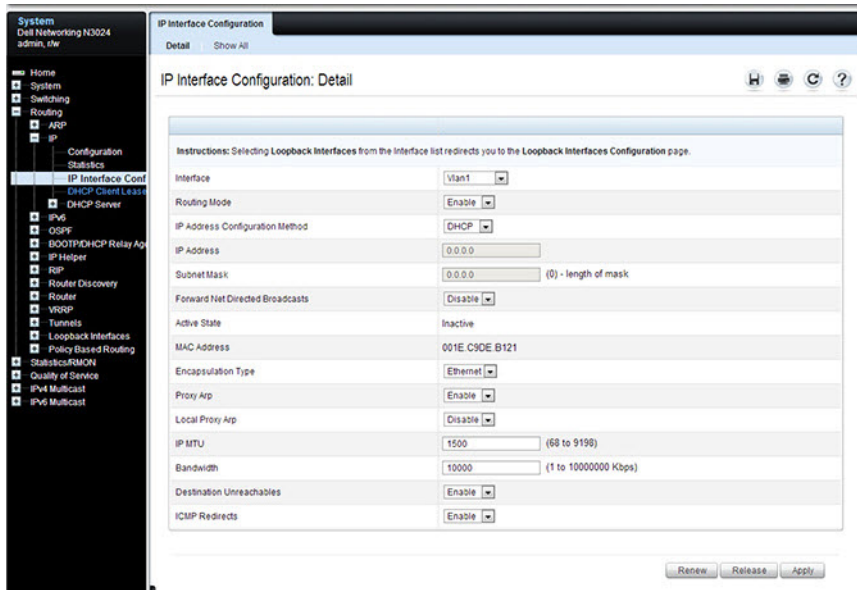 System
Dell Networking N3024
admin, r/w
Home
System
Switching
Routing
ARP
IP
Configuration
Statistics
IP Interface Conf
DHCP Client Lease
DHCP Server
IPv6
OSPF
BOOTP/DHCP Relay Age
IP Helper
RIP
Router Discovery
Router
VRRP
Tunnels
Loopback Interfaces
Policy Based Routing
Statistics/RMON
Quality of Service
IPv4 Multicast
IPv6 Multicast
IP Interface Configuration
Detail Show All
IP Interface Configuration: Detail
?
Instructions: Selecting Loopback Interfaces from the Interface list redirects you to the Loopback Interfaces Configuration page.
Interface Vlan1
Routing Mode Enable
IP Address Configuration Method DHCP
IP Address 0.0.0.0
Subnet Mask 0.0.0.0 (0) - length of mask
Forward Net Directed Broadcasts Disable
Active State Inactive
MAC Address 001E.C9DE.B121
Encapsulation Type Ethernet
Proxy Arp Enable
Local Proxy Arp Disable
IP MTU 1500 (68 to 9198)
Bandwidth 10000 (1 to 10000000 Kbps)
Destination Unreachables Enable
ICMP Redirects Enable
Renew Release Apply